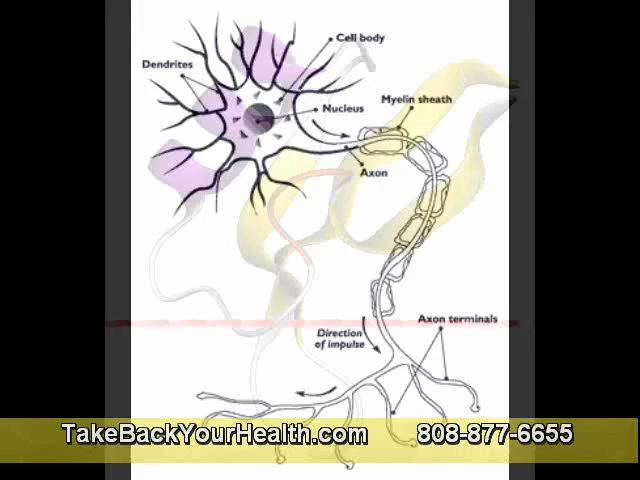 Cell body
Dendrites
Myelin sheath
Nucleus
Axon
Axon terminals
Direction
of impulse
TakeBackYourHealth.com 808-877-6655